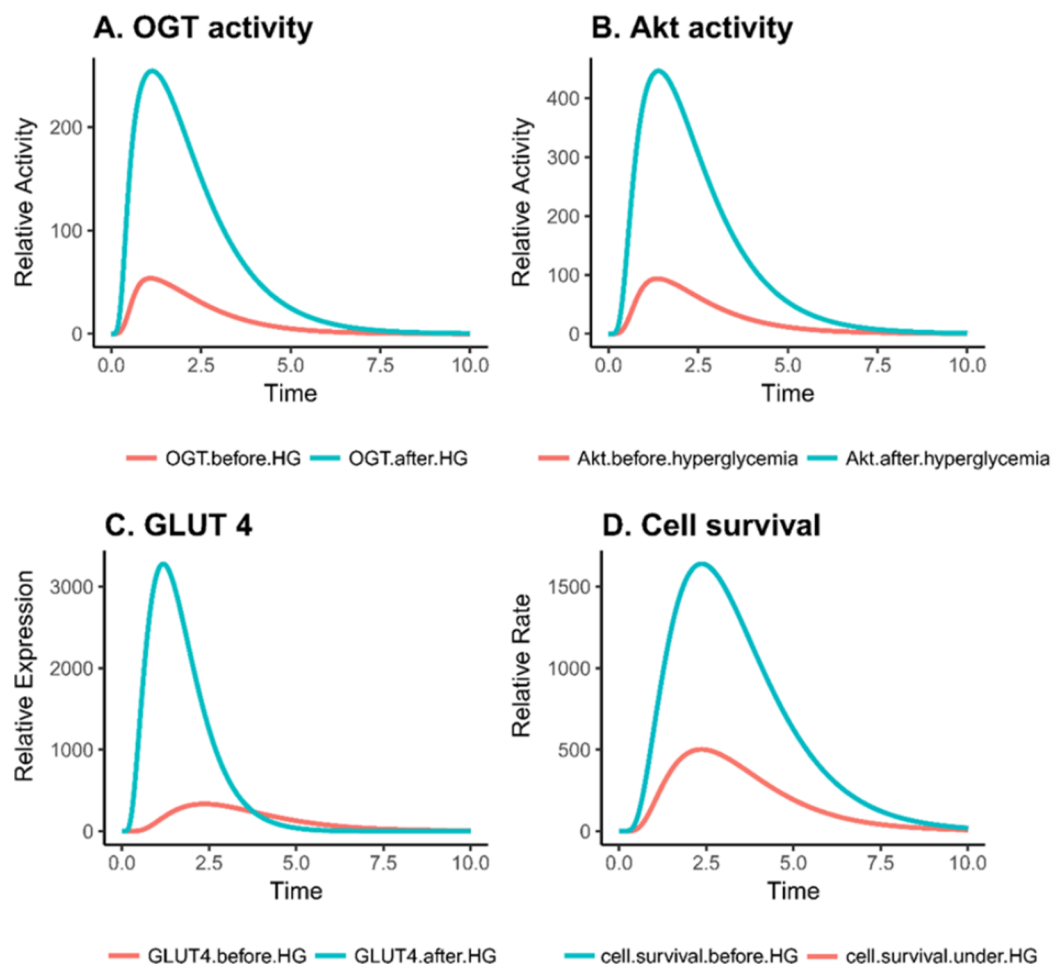 A. OGT activity
Relative Activity
200
100
0
0.0 2.5 5.0 7.5 10.0
Time
OGT.before.HG OGT.after.HG
B. Akt activity
Relative Activity
400
300
200
100
0
0.0 2.5 5.0 7.5 10.0
Time
Akt.before.hyperglycemia Akt.after.hyperglycemia
C. GLUT 4
Relative Expression
3000
2000
1000
0
0.0 2.5 5.0 7.5 10.0
Time
GLUT4.before.HG GLUT4.after.HG
D. Cell survival
Relative Rate
1500
1000
500
0
0.0 2.5 5.0 7.5 10.0
Time
cell.survival.before.HG cell.survival.under.HG